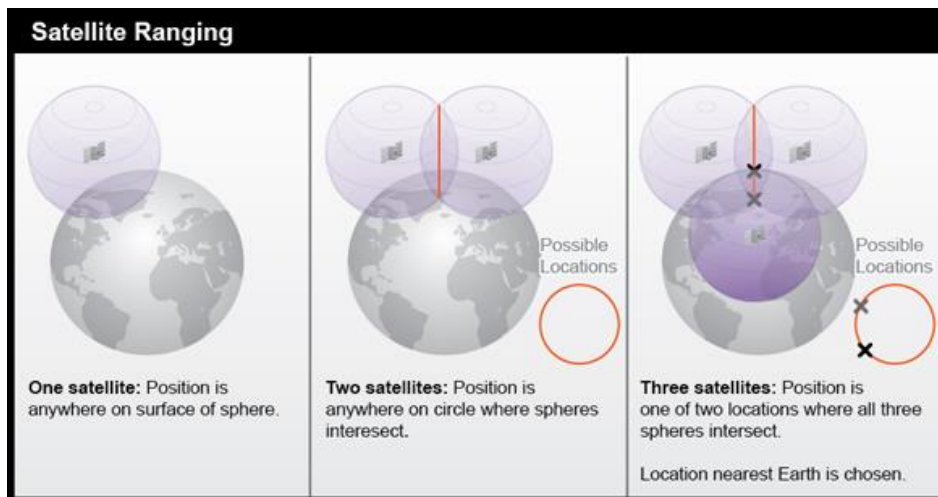 Satellite Ranging
One satellite: Position is
anywhere on surface of sphere.
Possible
Locations
Two satellites: Position is
anywhere on circle where spheres
interesect.
Possible
Locations
Three satellites: Position is
one of two locations where all three
spheres intersect.
Location nearest Earth is chosen.